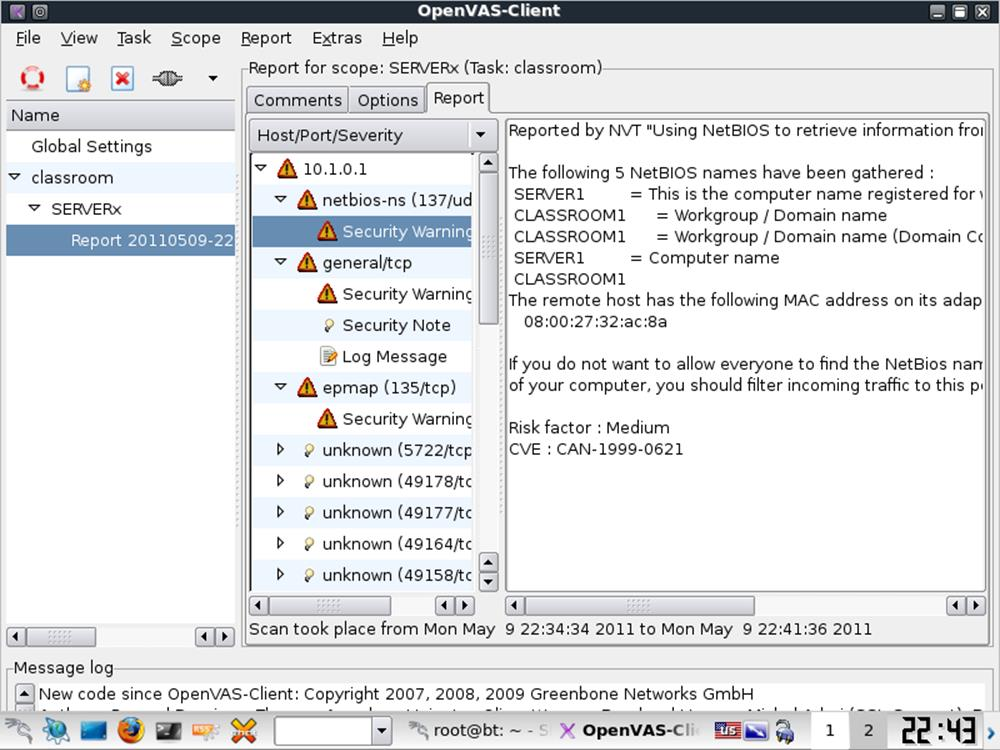 OpenVAS-Client
File View Task Scope Report Extras Help
Name
Global Settings
classroom
SERVERx
Report 20110509-22
Report for scope: SERVERx (Task: classroom)
Comments Options Report
Host/Port/Severity
10.1.0.1
netbios-ns (137/ud
Security Warning
general/tcp
Security Warning
Security Note
Log Message
epmap (135/tcp)
Security Warning
unknown (5722/tcp
unknown (49178/tc
unknown (49177/tc
unknown (49164/tc
unknown (49158/tc
Reported by NVT "Using NetBIOS to retrieve information from
The following 5 NetBIOS names have been gathered :
SERVER1 = This is the computer name registered for
CLASSROOM1 = Workgroup / Domain name
CLASSROOM1 = Workgroup / Domain name (Domain Co
SERVER1 = Computer name
CLASSROOM1
The remote host has the following MAC address on its adap
08:00:27:32:ac:8a
If you do not want to allow everyone to find the NetBios nam
of your computer, you should filter incoming traffic to this
Risk factor : Medium
CVE : CAN-1999-0621
Scan took place from Mon May 9 22:34:34 2011 to Mon May 9 22:41:36 2011
Message log
New code since OpenVAS-Client: Copyright 2007, 2008, 2009 Greenbone Networks GmbH
root@bt: ~ - S OpenVAS-Cli US 1 2 22:43